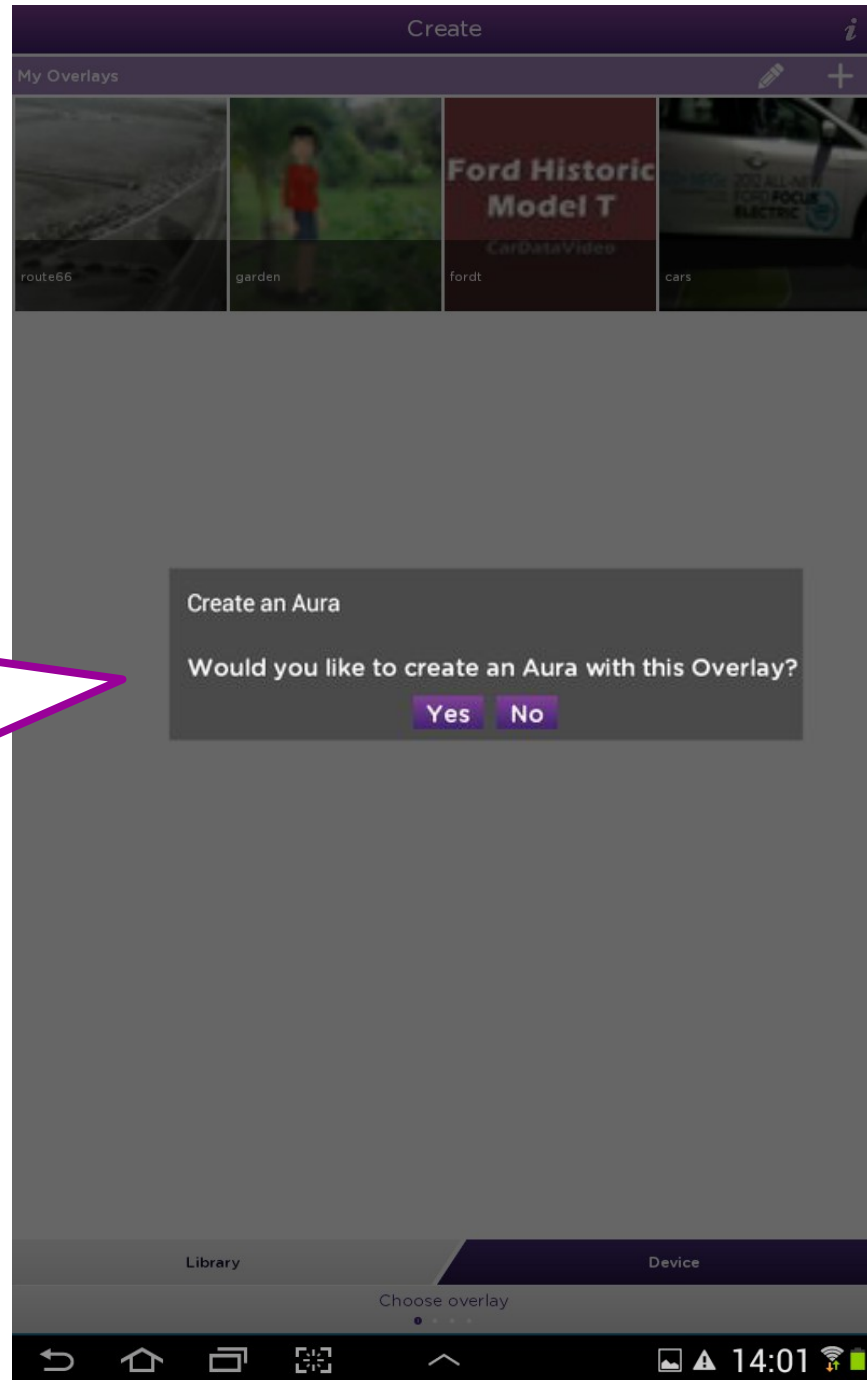 Create i
My Overlays
Ford Historic
Model T
CarDataVideo
2012 ALL-NEW
FORD FOCUS
ELECTRIC
route66 garden fordt cars
Create an Aura
Would you like to create an Aura with this Overlay?
Yes No
Library Device
Choose overlay
14:01